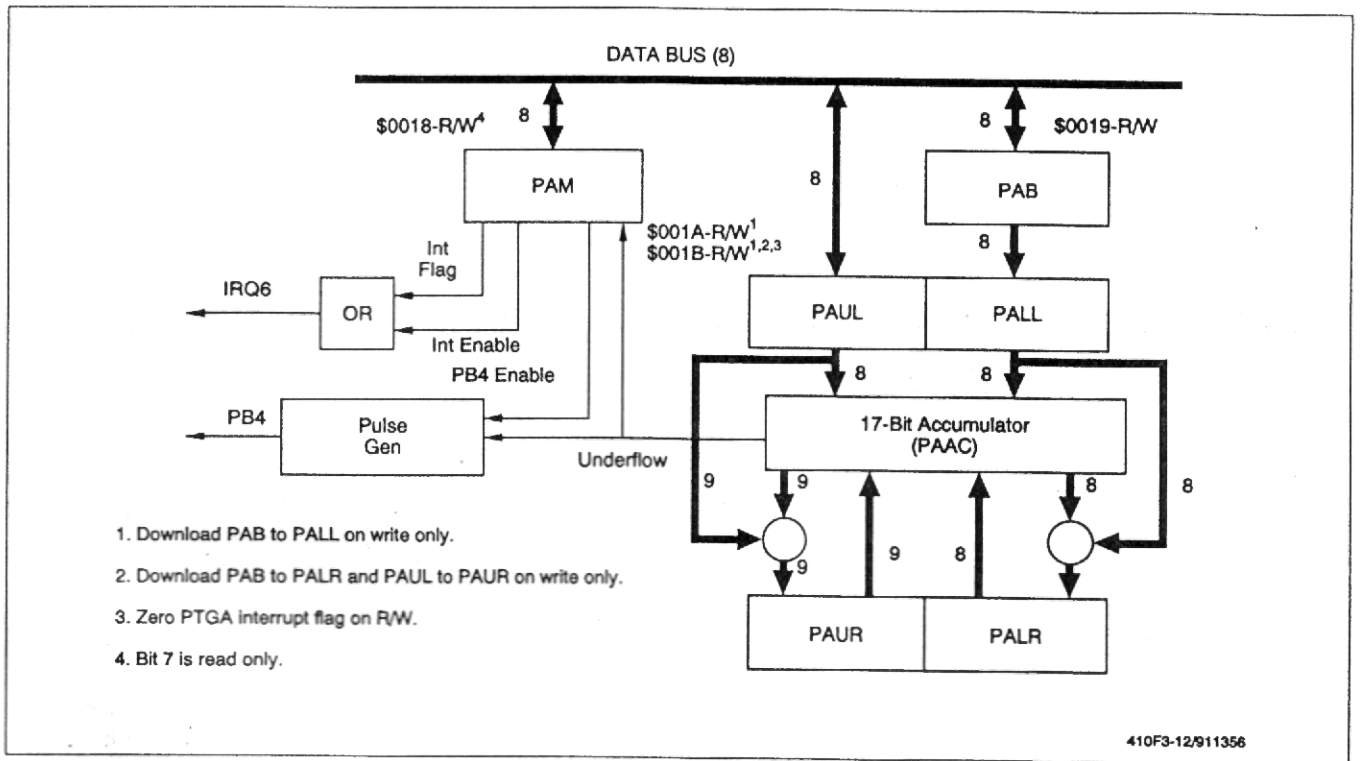 DATA BUS (8)
$0018-R/W4
8
8
$0019-R/W
PAM
8
PAB
$001A-R/W1
$001B-R/W1,2,3
8
Int
Flag
IRQ6
OR
PAUL
PALL
Int Enable
PB4 Enable
8
8
PB4
Pulse
Gen
17-Bit Accumulator
(PAAC)
Underflow
9
9
8
8
1. Download PAB to PALL on write only.
9
8
9
2. Download PAB to PALR and PAUL to PAUR on write only.
3. Zero PTGA interrupt flag on R/W.
PAUR
PALR
4. Bit 7 is read only.
410F3-12/911356